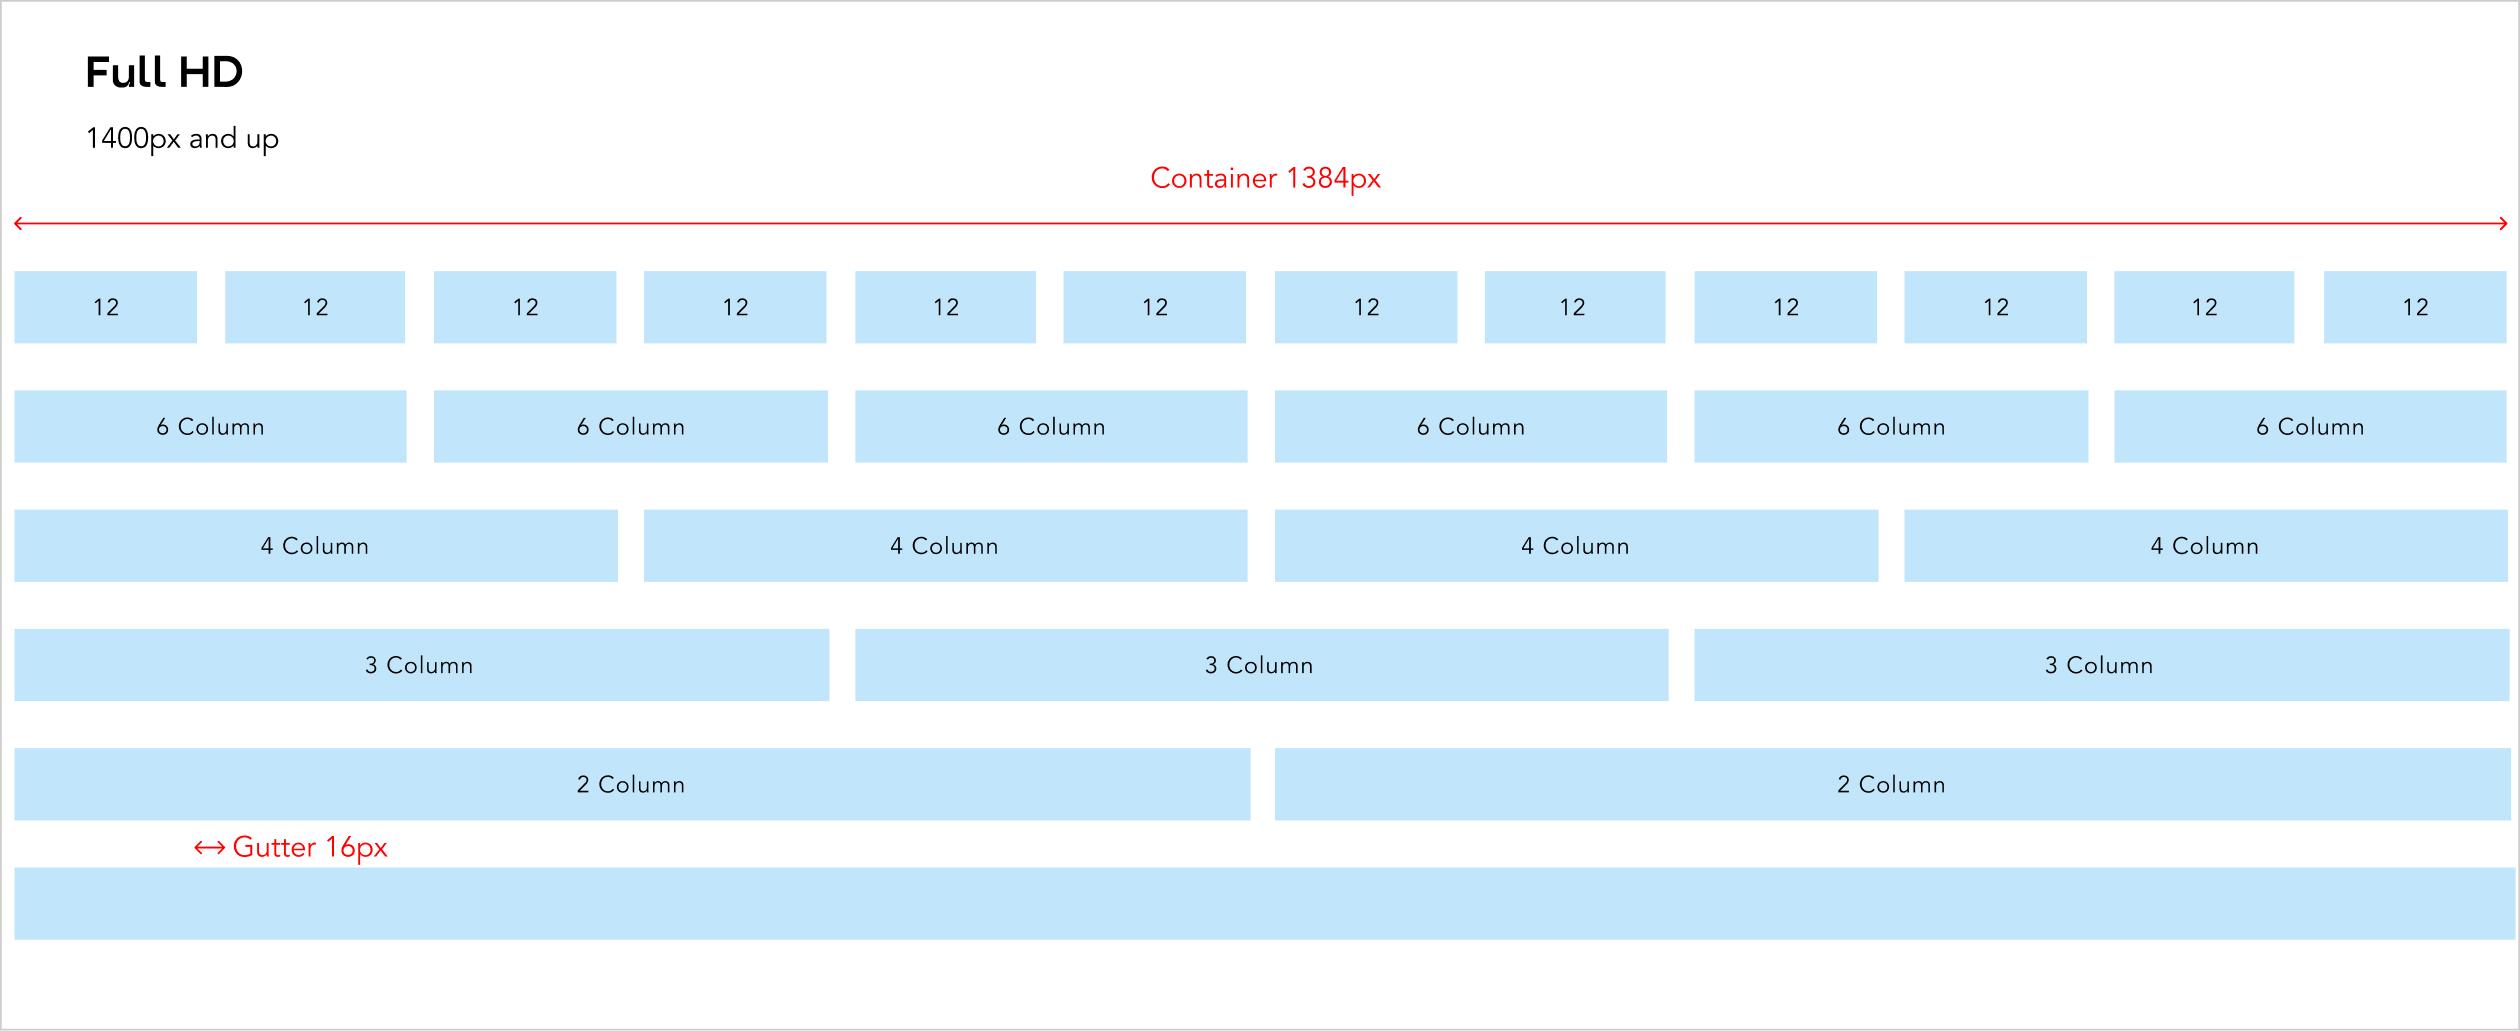 Full HD
1400px and up
Container 1384px
12 12 12 12 12 12 12 12 12 12 12 12
6 Column 6 Column 6 Column 6 Column 6 Column 6 Column
4 Column 4 Column 4 Column 4 Column
3 Column 3 Column 3 Column
2 Column 2 Column
Gutter 16px